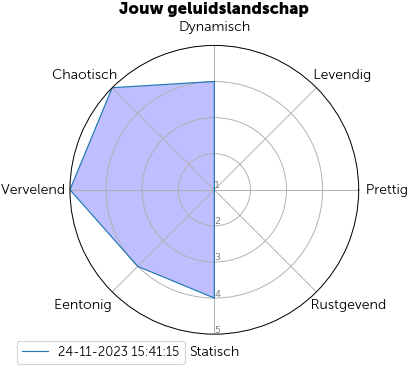 Jouw geluidslandschap
Dynamisch
Chaotisch
Levendig
Vervelend
1
Prettig
2
3
Eentonig
4
Rustgevend
5
24-11-2023 15:41:15
Statisch